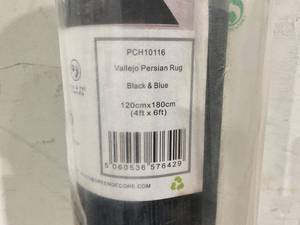 PCH10116
Vallejo Persian Rug
Black & Blue
120cmx180cm
(4ft x 6ft)
5 060536 576429